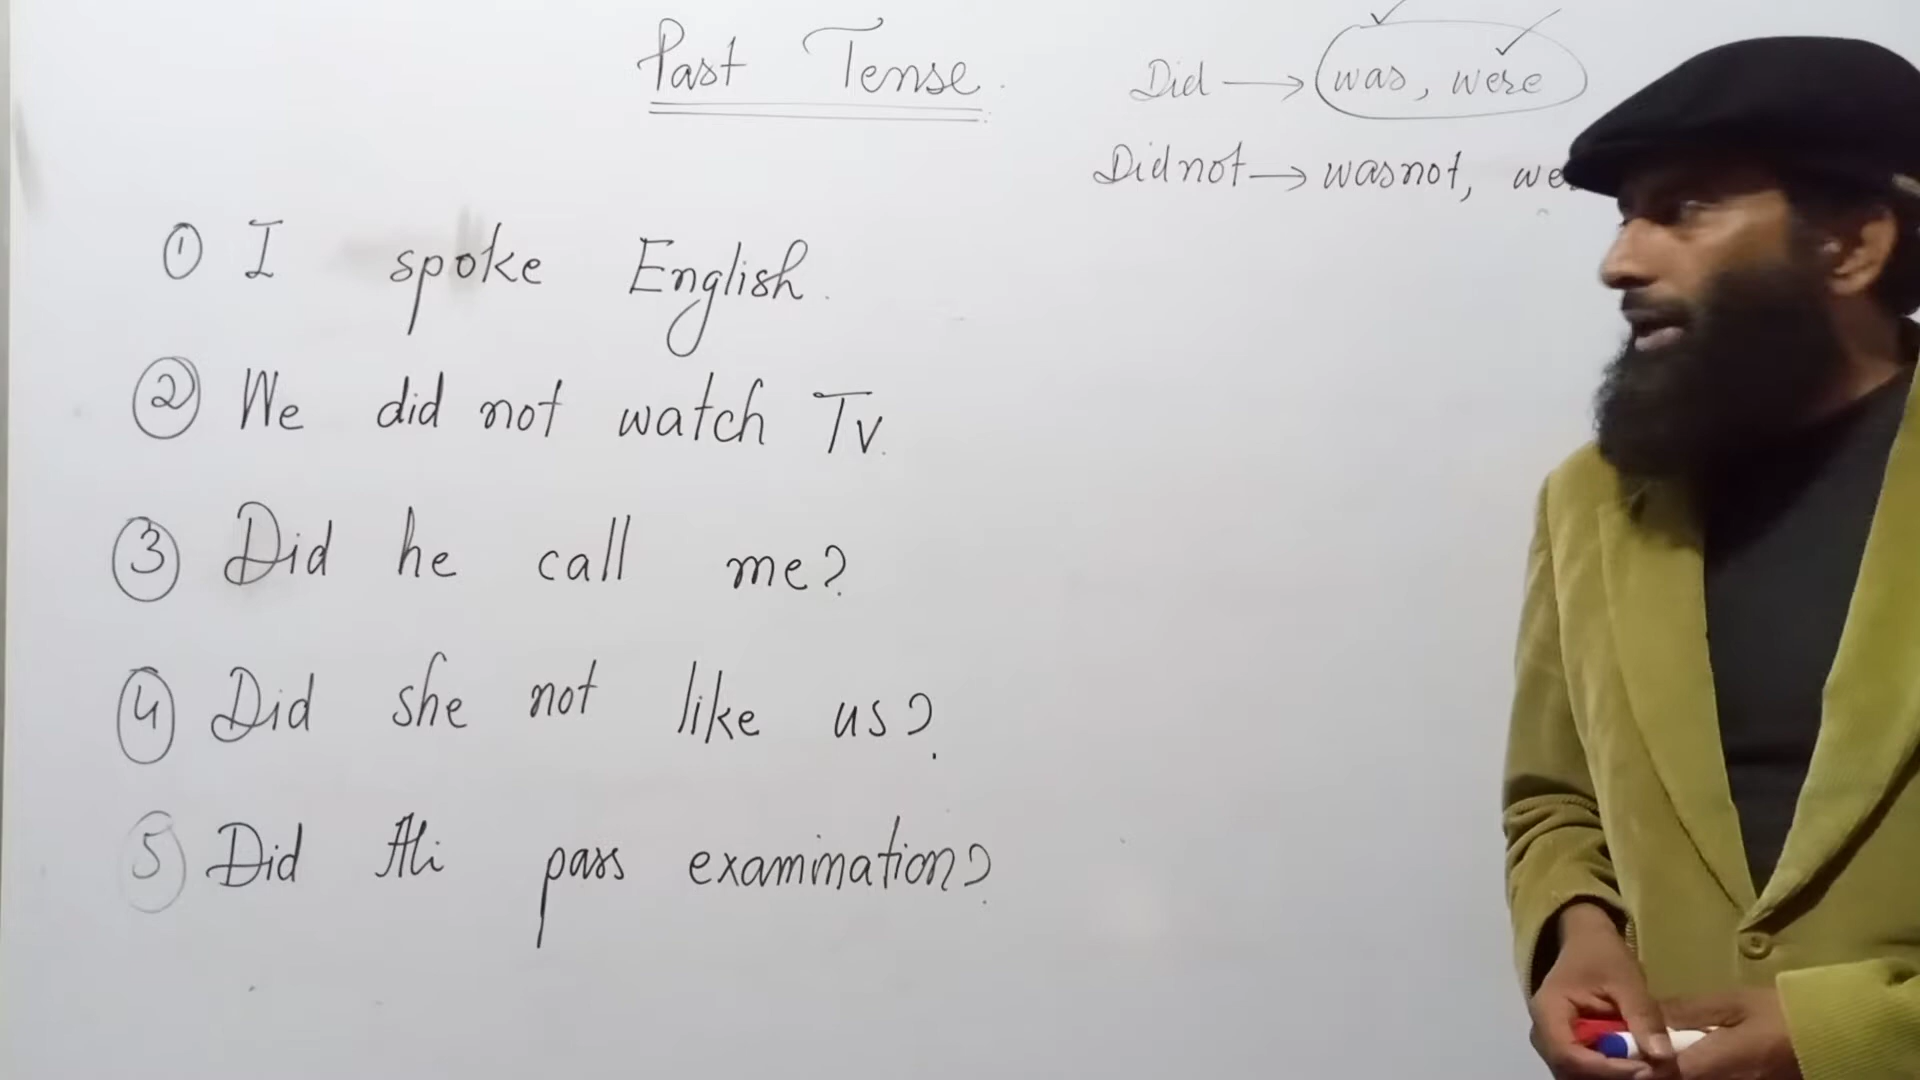 Past Tense.
Did → was, were
Did not → was not, we
① I spoke English.
② We did not watch Tv.
③ Did he call me?
④ Did she not like us?
⑤ Did Ali pass examination?